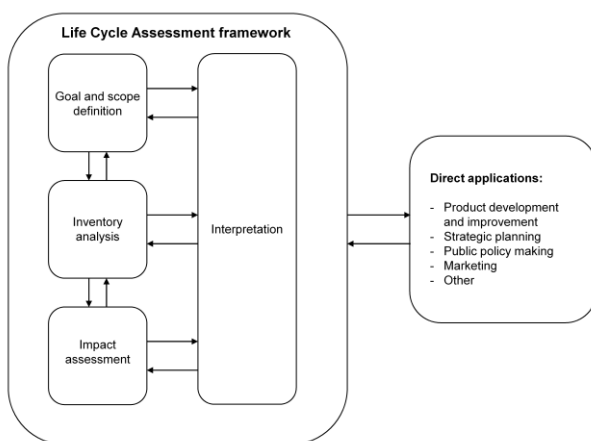 Life Cycle Assessment framework
Goal and scope
definition
Inventory
analysis
Impact
assessment
Interpretation
Direct applications:
- Product development
and improvement
- Strategic planning
- Public policy making
- Marketing
- Other